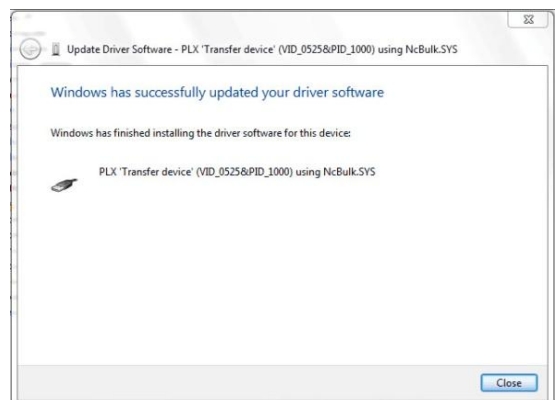 Update Driver Software - PLX 'Transfer device' (VID_0525&PID_1000) using NcBulk.SYS
Windows has successfully updated your driver software
Windows has finished installing the driver software for this device:
PLX 'Transfer device' (VID_0525&PID_1000) using NcBulk.SYS
Close